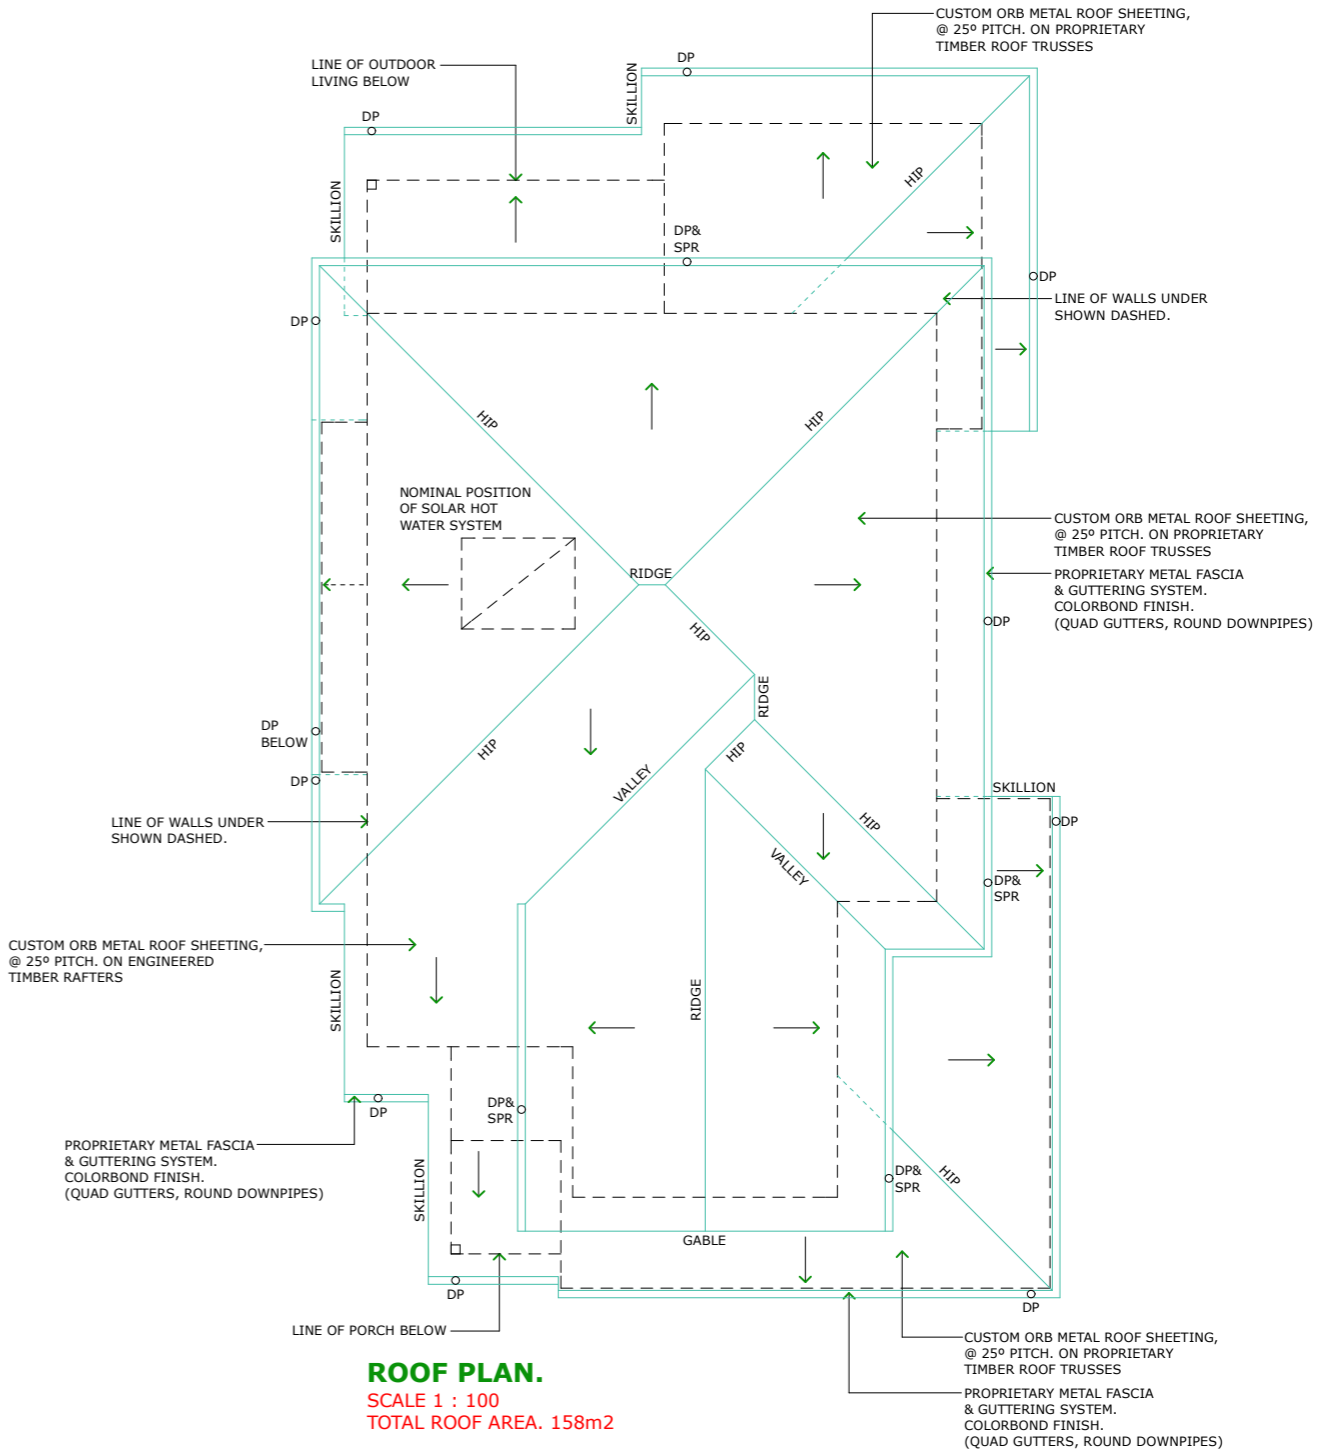 CUSTOM ORB METAL ROOF SHEETING,
@ 25º PITCH. ON PROPRIETARY
TIMBER ROOF TRUSSES
LINE OF OUTDOOR
LIVING BELOW
SKILLION
DP
DP
SKILLION
HIP
DP&
SPR
DP
LINE OF WALLS UNDER
SHOWN DASHED.
DP
HIP
HIP
NOMINAL POSITION
OF SOLAR HOT
WATER SYSTEM
CUSTOM ORB METAL ROOF SHEETING,
@ 25º PITCH. ON PROPRIETARY
TIMBER ROOF TRUSSES
RIDGE
PROPRIETARY METAL FASCIA
& GUTTERING SYSTEM.
COLORBOND FINISH.
(QUAD GUTTERS, ROUND DOWNPIPES)
DP
HIP
RIDGE
DP
BELOW
HIP
HIP
VALLEY
DP
SKILLION
LINE OF WALLS UNDER
SHOWN DASHED.
HIP
DP
VALLEY
DP&
SPR
CUSTOM ORB METAL ROOF SHEETING,
@ 25º PITCH. ON ENGINEERED
TIMBER RAFTERS
SKILLION
RIDGE
DP
DP&
SPR
PROPRIETARY METAL FASCIA
& GUTTERING SYSTEM.
COLORBOND FINISH.
(QUAD GUTTERS, ROUND DOWNPIPES)
SKILLION
DP&
SPR
HIP
GABLE
DP
DP
LINE OF PORCH BELOW
CUSTOM ORB METAL ROOF SHEETING,
@ 25º PITCH. ON PROPRIETARY
TIMBER ROOF TRUSSES
ROOF PLAN.
SCALE 1 : 100
TOTAL ROOF AREA. 158m2
PROPRIETARY METAL FASCIA
& GUTTERING SYSTEM.
COLORBOND FINISH.
(QUAD GUTTERS, ROUND DOWNPIPES)